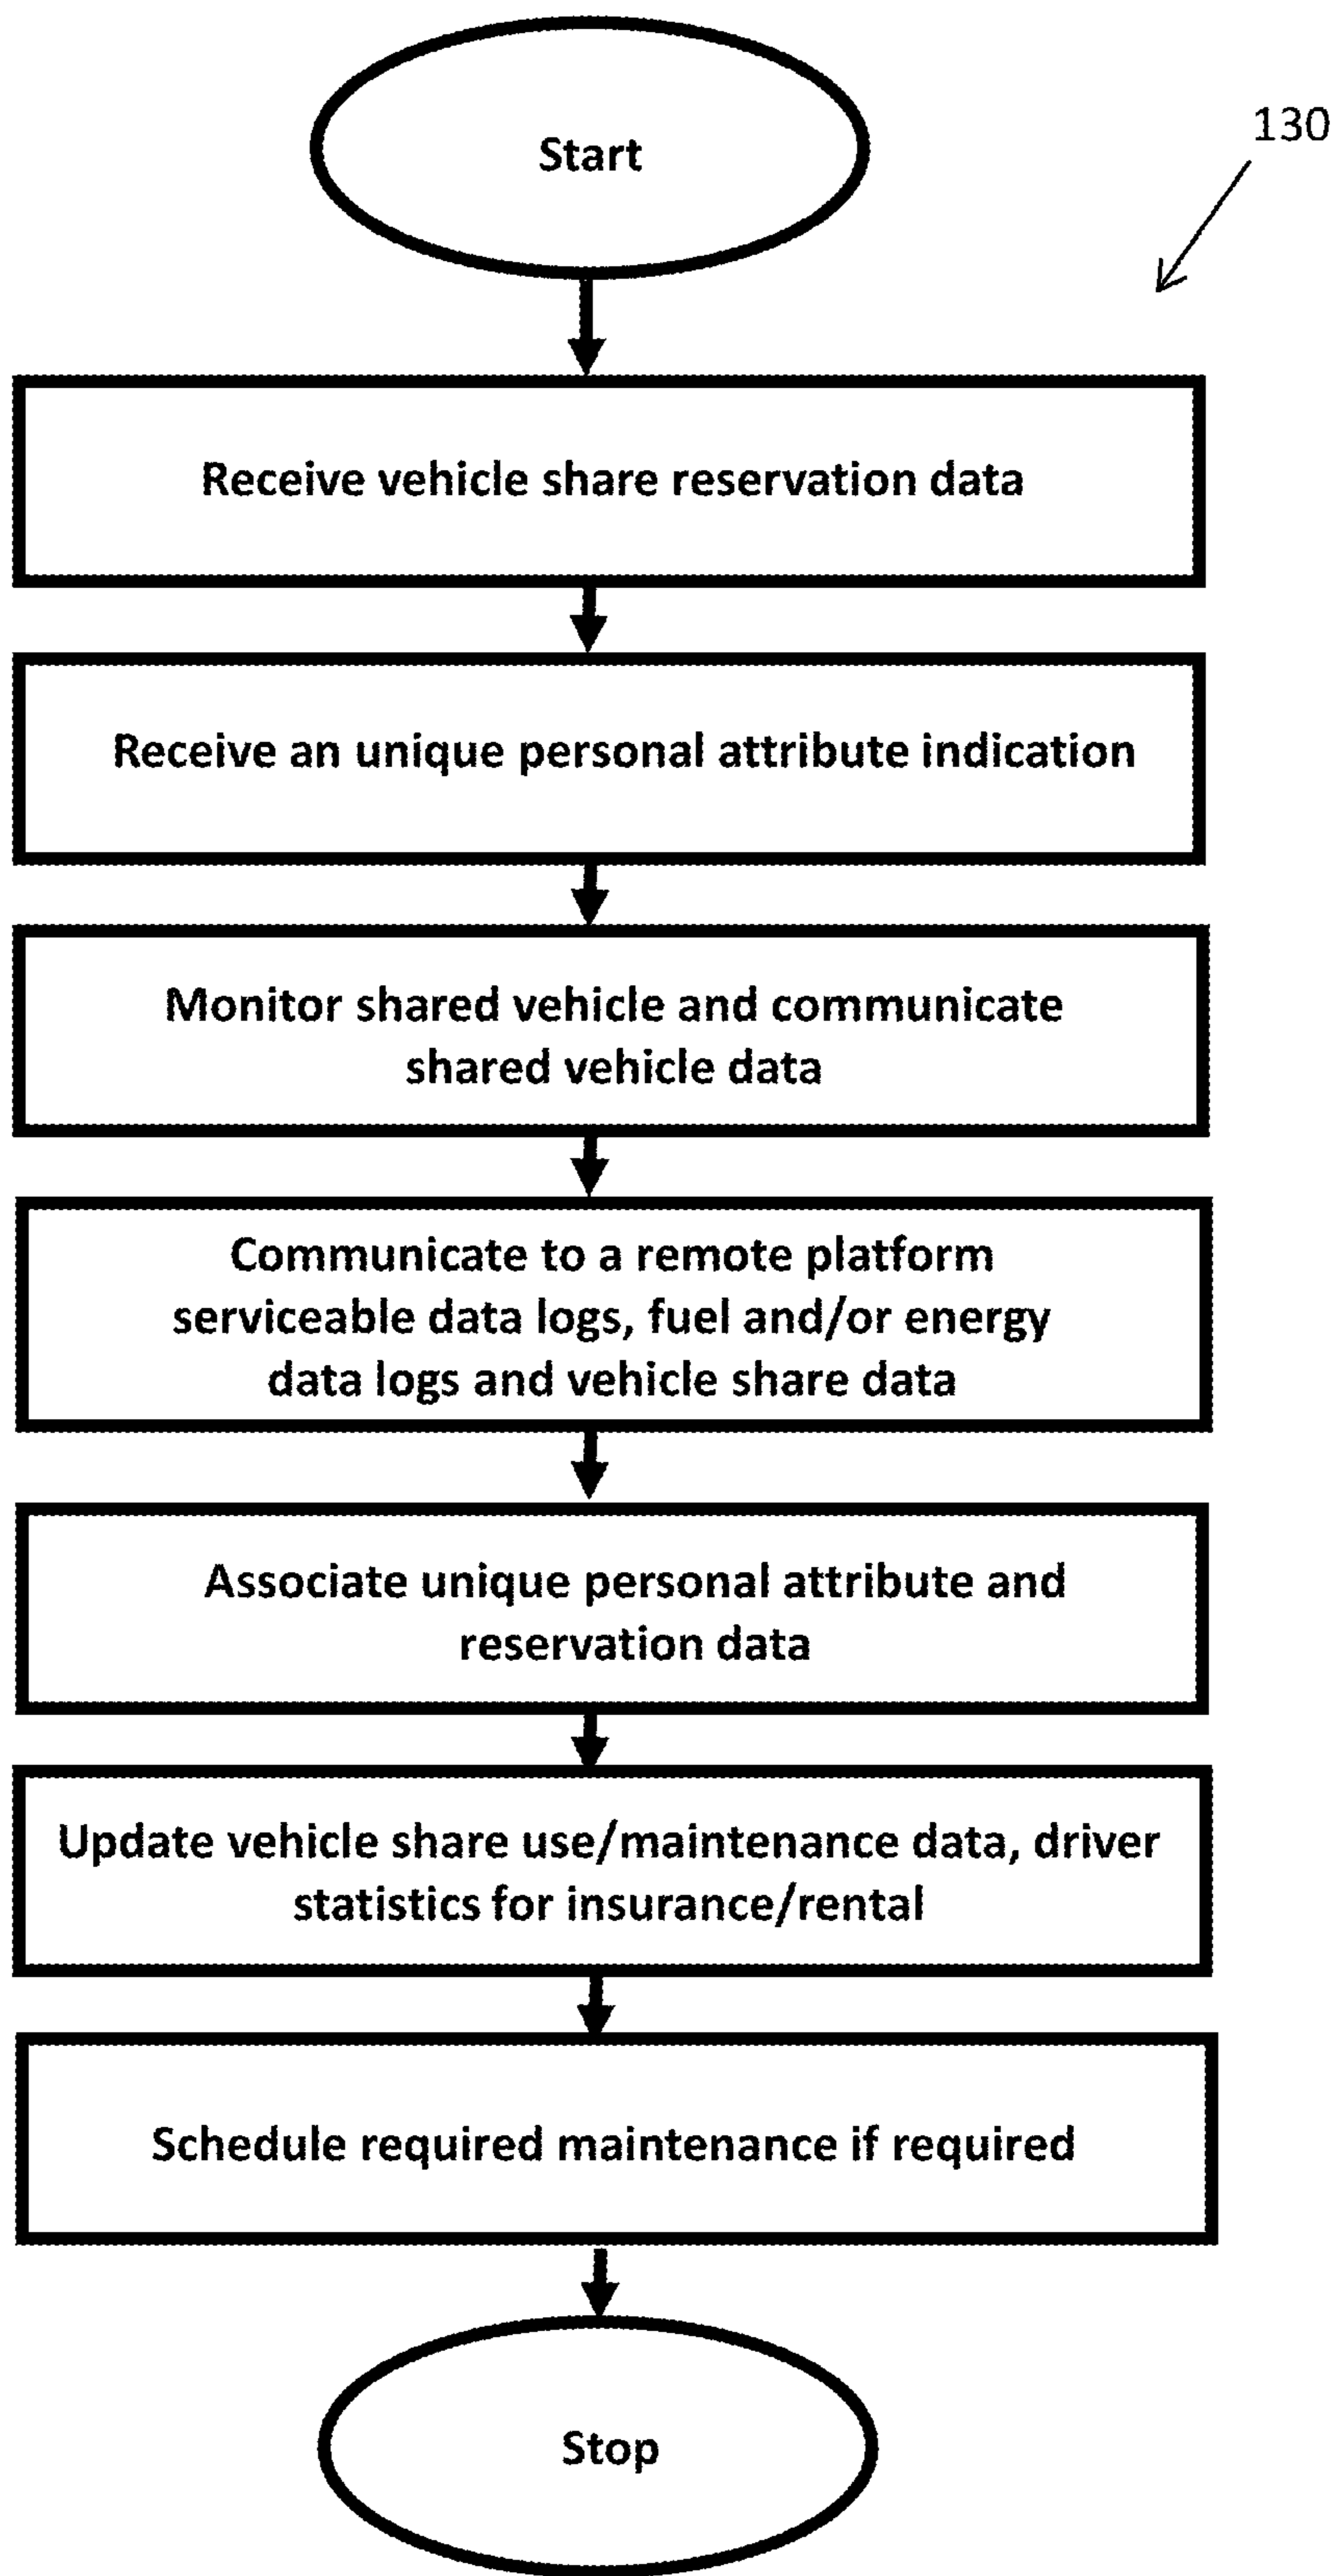 Start
130
Receive vehicle share reservation data
Receive an unique personal attribute indication
Monitor shared vehicle and communicate
shared vehicle data
Communicate to a remote platform
serviceable data logs, fuel and/or energy
data logs and vehicle share data
Associate unique personal attribute and
reservation data
Update vehicle share use/maintenance data, driver
statistics for insurance/rental
Schedule required maintenance if required
Stop